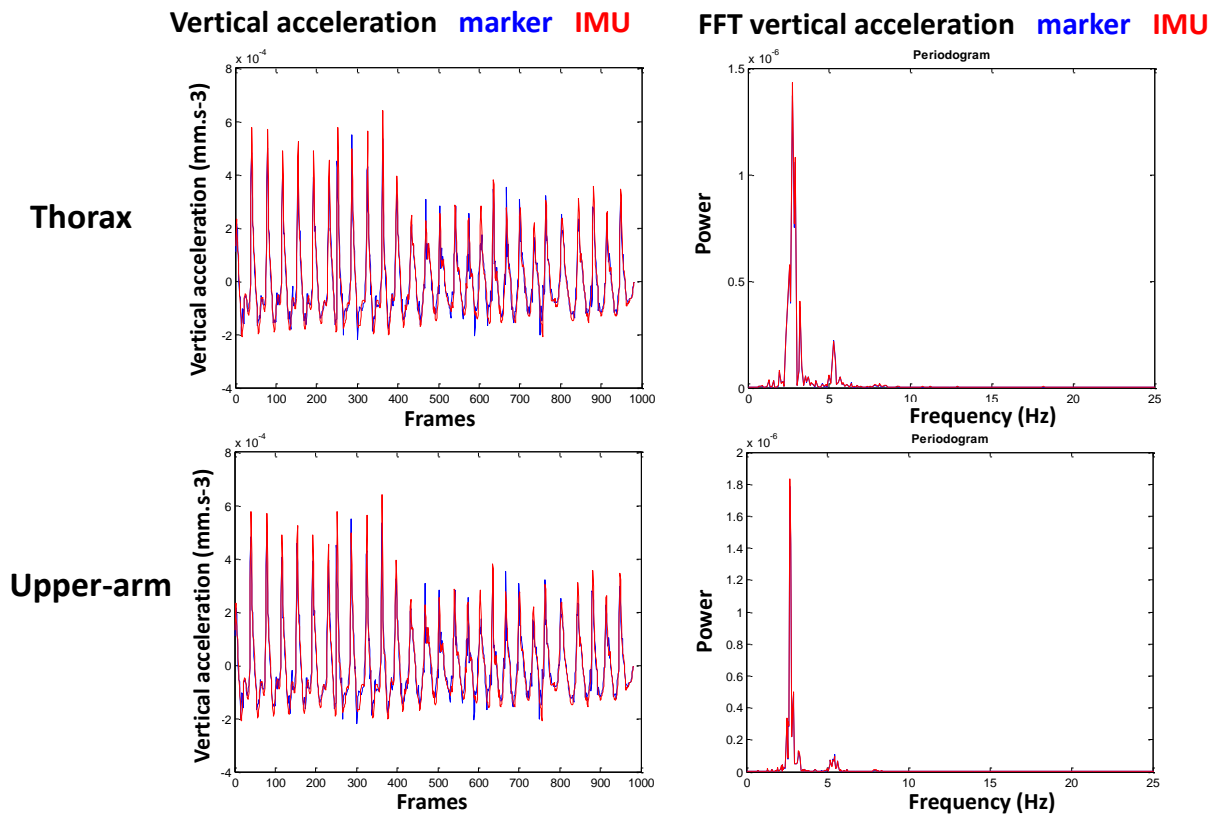 Vertical acceleration marker IMU
FFT vertical acceleration marker IMU
Thorax
x 10-4
Vertical acceleration (mm.s-3)
8
6
4
2
0
-2
-4
0 100 200 300 400 500 600 700 800 900 1000
Frames
Periodogram
x 10-6
Power
1.5
1
0.5
0
0 5 10 15 20 25
Frequency (Hz)
Upper-arm
x 10-4
Vertical acceleration (mm.s-3)
8
6
4
2
0
-2
-4
0 100 200 300 400 500 600 700 800 900 1000
Frames
Periodogram
x 10-6
Power
2
1.8
1.6
1.4
1.2
1
0.8
0.6
0.4
0.2
0
0 5 10 15 20 25
Frequency (Hz)